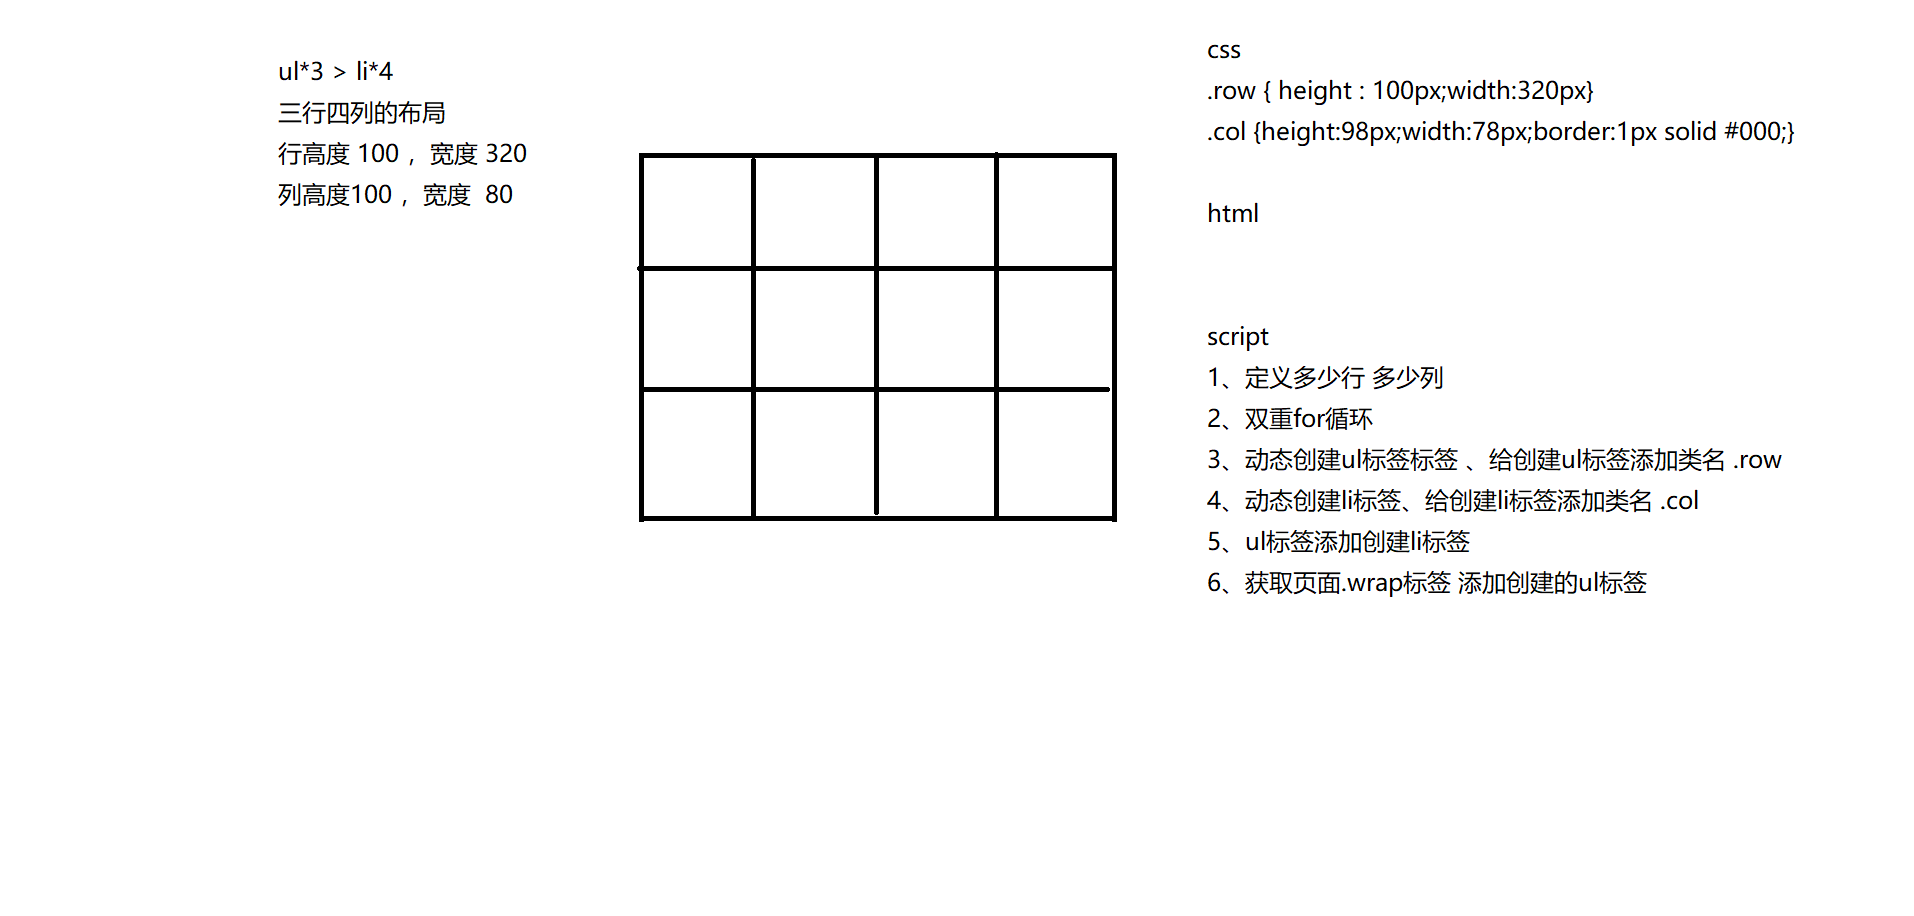 ul*3 > li*4
三行四列的布局
行高度 100 ，宽度 320
列高度100 ，宽度  80
css
.row { height : 100px;width:320px}
.col {height:98px;width:78px;border:1px solid #000;}
html
script
1、定义多少行 多少列
2、双重for循环
3、动态创建ul标签标签 、给创建ul标签添加类名 .row
4、动态创建li标签、给创建li标签添加类名 .col
5、ul标签添加创建li标签
6、获取页面.wrap标签 添加创建的ul标签